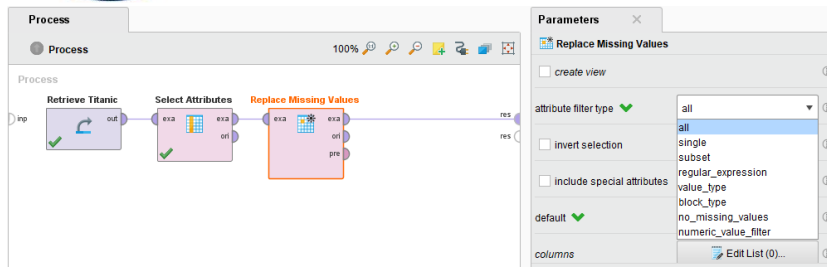 Process
Process
100%
Process
Retrieve Titanic
Select Attributes
Replace Missing Values
inp
out
exa
exa
ori
exa
exa
ori
pre
res
res
Parameters
Replace Missing Values
create view
attribute filter type
all
all
single
subset
regular_expression
value_type
block_type
no_missing_values
numeric_value_filter
invert selection
include special attributes
default
columns
Edit List (0)...